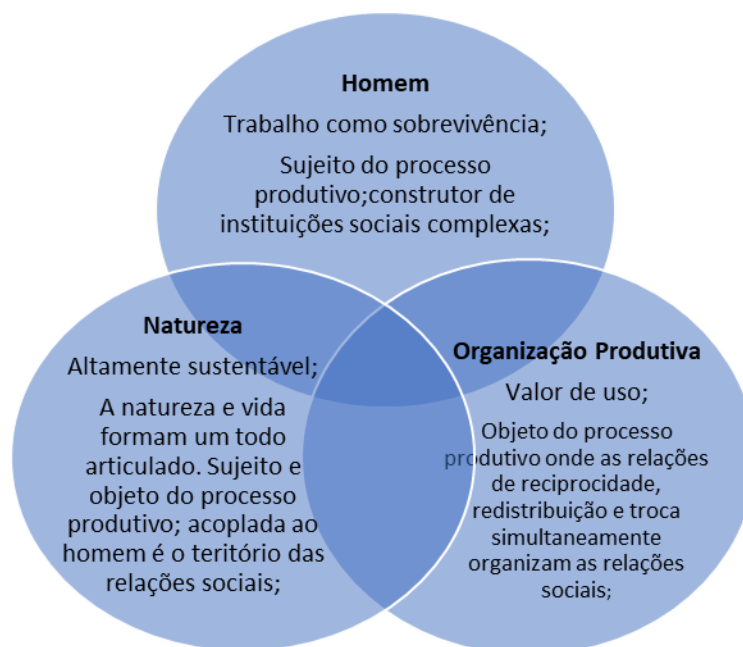 Homem
Trabalho como sobrevivência;
Sujeito do processo
produtivo;construtor de
instituições sociais complexas;
Natureza
Altamente sustentável;
A natureza e vida
formam um todo
articulado. Sujeito e
objeto do processo
produtivo; acoplada ao
homem é o teritório das
relações sociais;
Organização Produtiva
Valor de uso;
Objeto do processo
produtivo onde as relações
de reciprocidade,
redistribuição e troca
simultaneamente
organizam as relações
sociais;